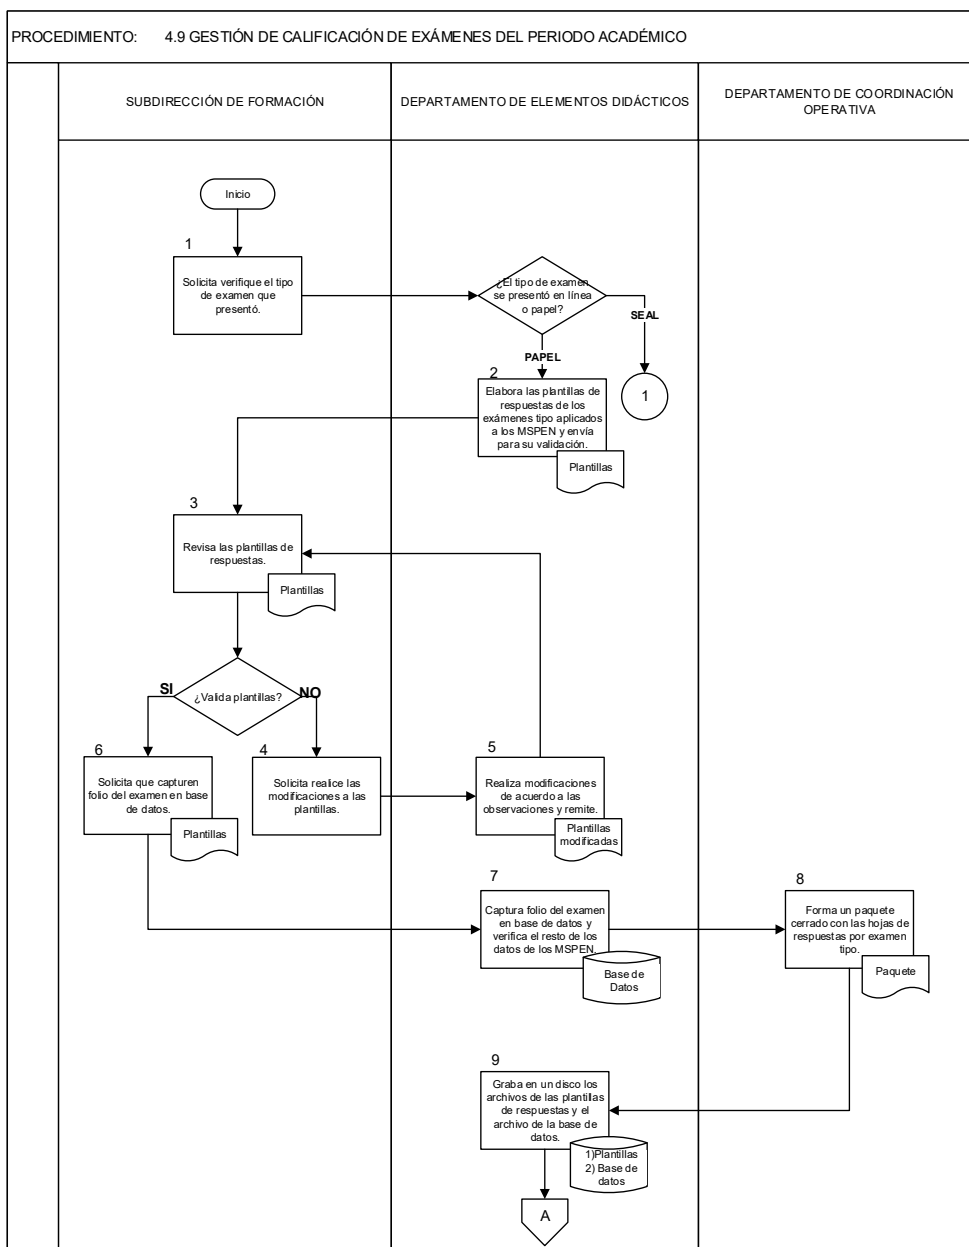 PROCEDIMIENTO: 4.9 GESTIÓN DE CALIFICACIÓN DE EXÁMENES DEL PERIODO ACADÉMICO
SUBDIRECCIÓN DE FORMACIÓN
DEPARTAMENTO DE ELEMENTOS DIDÁCTICOS
DEPARTAMENTO DE COORDINACIÓN
OPERATIVA
Inicio
1
Solicita verifique el tipo
de examen que
presentó.
¿El tipo de examen
se presentó en línea
o papel?
SEAL
1
PAPEL
2
Elabora las plantillas de
respuestas de los
exámenes tipo aplicados
a los MSPEN y envía
para su validación.
Plantillas
3
Revisa las plantillas de
respuestas.
Plantillas
¿Valida plantillas?
SI
NO
6
Solicita que capturen
folio del examen en base
de datos.
Plantillas
4
Solicita realice las
modificaciones a las
plantillas.
5
Realiza modificaciones
de acuerdo a las
observaciones y remite.
Plantillas
modificadas
7
Captura folio del examen
en base de datos y
verifica el resto de los
datos de los MSPEN.
Base de
Datos
8
Forma un paquete
cerrado con las hojas de
respuestas por examen
tipo.
Paquete
9
Graba en un disco los
archivos de las plantillas
de respuestas y el
archivo de la base de
datos.
1)Plantillas
2) Base de
datos
A